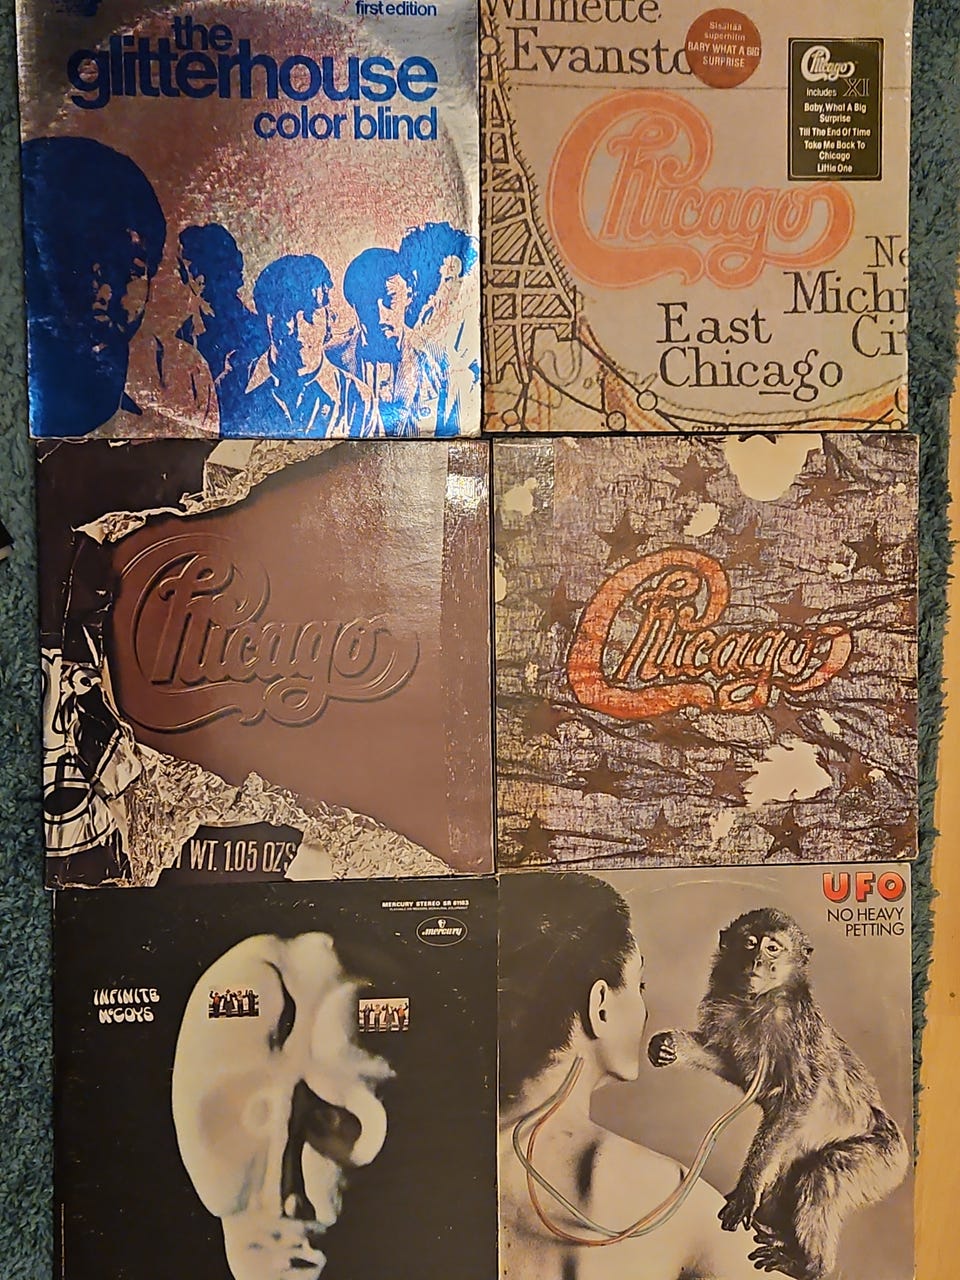 first edition
the
glitterhouse
color blind
Wilmette
Evansto
Sisältää
superhitin
BABY WHAT A BIG
SURPRISE
Chicago
includes XI
Baby, What A Big
Surprise
Till The End Of Time
Take Me Back To
Chicago
Little One
Chicago
Ne
Michi
Ci
East
Chicago
Chicago
WT. 1.05 OZS
Chicago
MERCURY STEREO SR 61163
mercury
INFINITE
McCOYS
UFO
NO HEAVY
PETTING